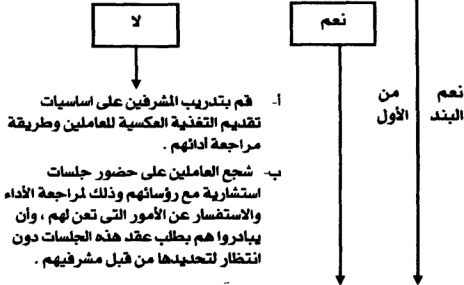 لا
نعم
نعم من
البند الأول
أ- قم بتدريب المشرفين على اساسيات
تقديم التغذية العكسية للعاملين وطريقة
مراجعة أدائهم .
ب- شجع العاملين على حضور جلسات
استشارية مع رؤسائهم وذلك لمراجعة الأداء
والاستفسار عن الأمور التى تعن لهم ، وأن
يبادروا هم بطلب عقد هذه الجلسات دون
انتظار لتحديدها من قبل مشرفيهم .